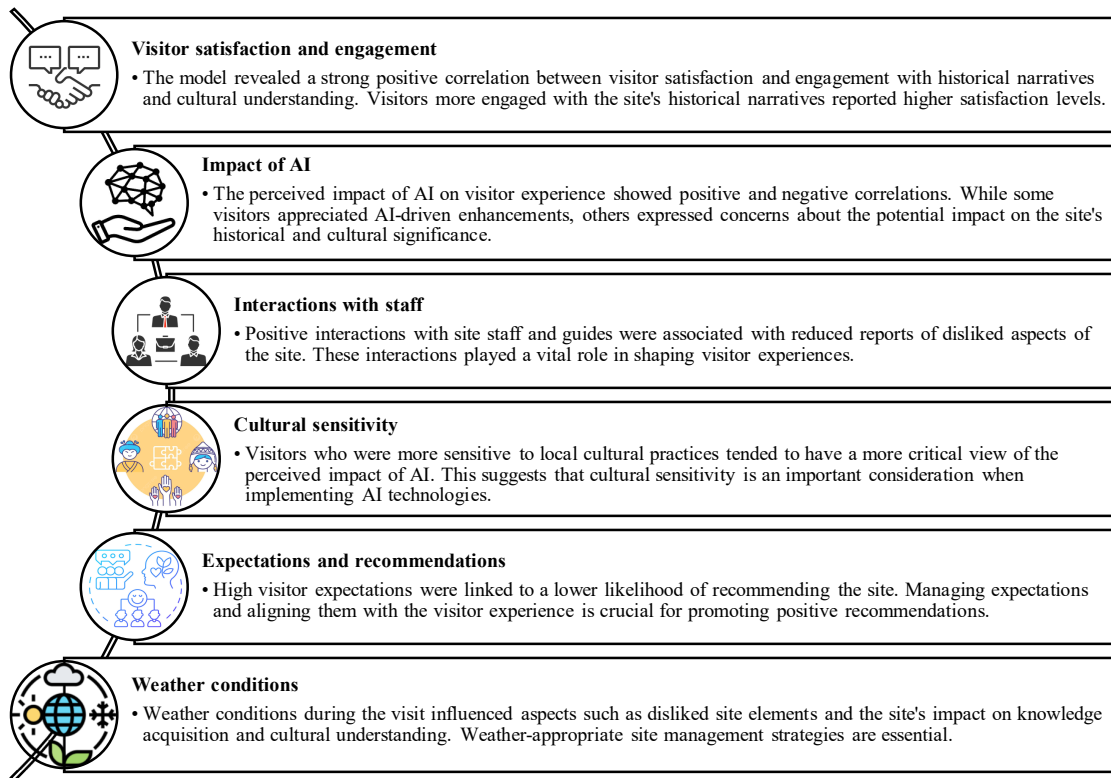 Visitor satisfaction and engagement
• The model revealed a strong positive correlation between visitor satisfaction and engagement with historical narratives
and cultural understanding. Visitors more engaged with the site's historical narratives reported higher satisfaction levels.
Impact of AI
• The perceived impact of AI on visitor experience showed positive and negative correlations. While some
visitors appreciated AI-driven enhancements, others expressed concerns about the potential impact on the site's
historical and cultural significance.
Interactions with staff
• Positive interactions with site staff and guides were associated with reduced reports of disliked aspects of
the site. These interactions played a vital role in shaping visitor experiences.
Cultural sensitivity
• Visitors who were more sensitive to local cultural practices tended to have a more critical view of the
perceived impact of AI. This suggests that cultural sensitivity is an important consideration when
implementing AI technologies.
Expectations and recommendations
• High visitor expectations were linked to a lower likelihood of recommending the site. Managing expectations
and aligning them with the visitor experience is crucial for promoting positive recommendations.
Weather conditions
• Weather conditions during the visit influenced aspects such as disliked site elements and the site's impact on knowledge
acquisition and cultural understanding. Weather-appropriate site management strategies are essential.